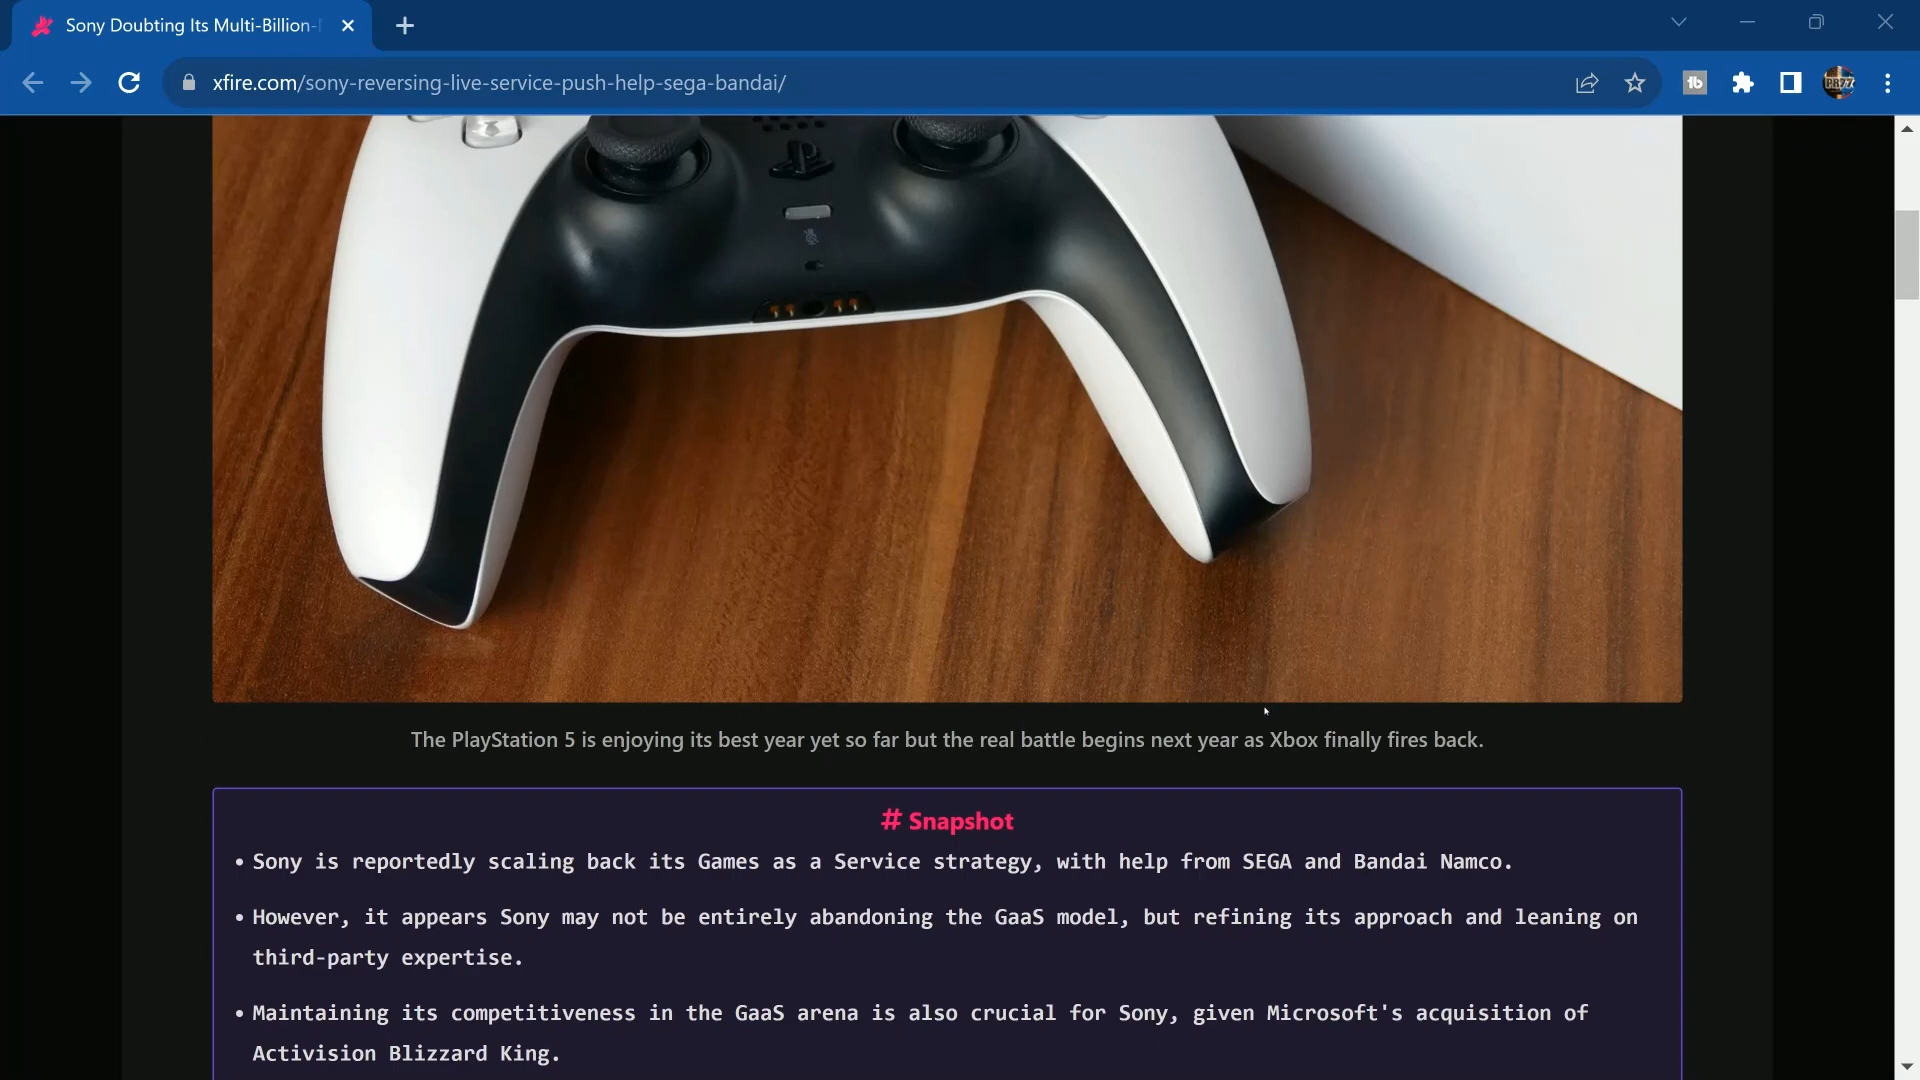 Sony Doubting Its Multi-Billion-
xfire.com/sony-reversing-live-service-push-help-sega-bandai/
The PlayStation 5 is enjoying its best year yet so far but the real battle begins next year as Xbox finally fires back.
# Snapshot
• Sony is reportedly scaling back its Games as a Service strategy, with help from SEGA and Bandai Namco.
• However, it appears Sony may not be entirely abandoning the GaaS model, but refining its approach and leaning on
third-party expertise.
• Maintaining its competitiveness in the GaaS arena is also crucial for Sony, given Microsoft's acquisition of
Activision Blizzard King.